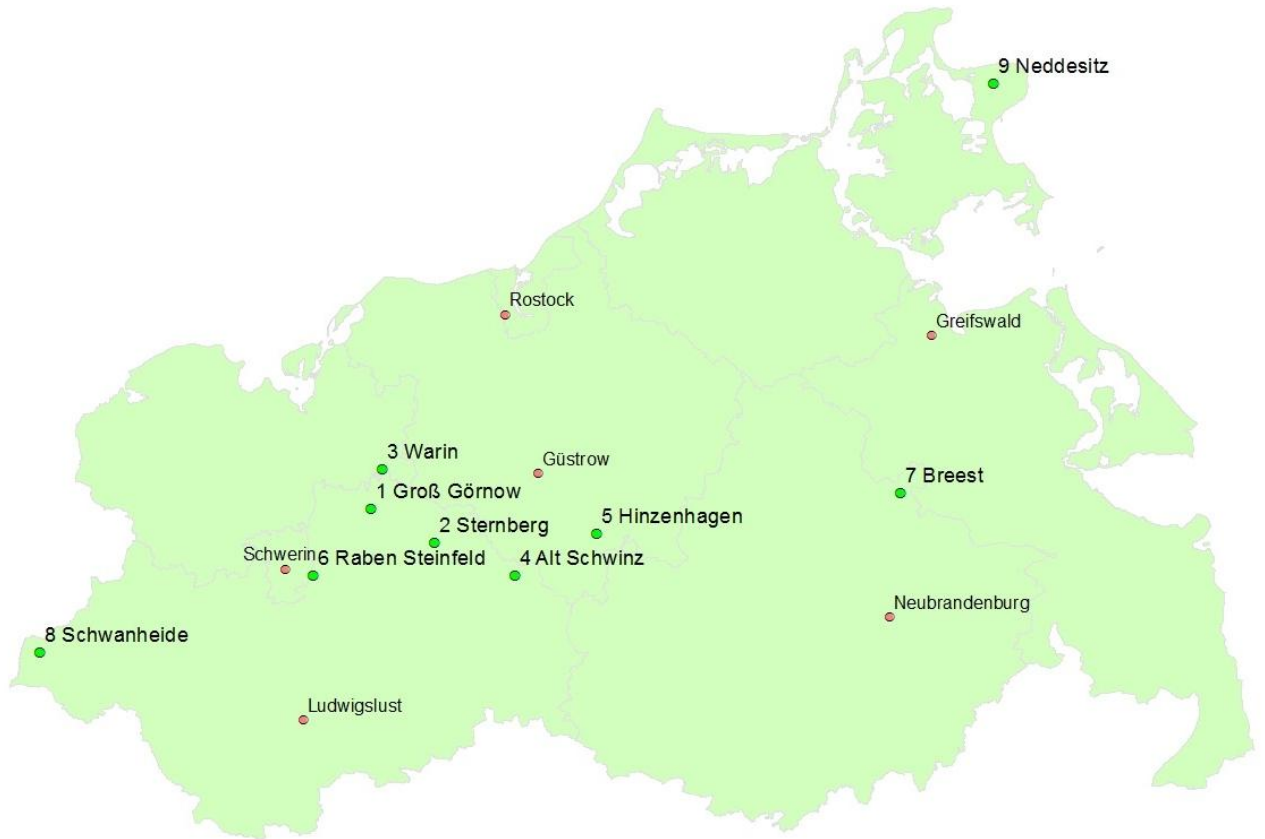 9 Neddesitz
Rostock
Greifswald
3 Warin
Güstrow
7 Breest
1 Groß Görnow
5 Hinzenhagen
2 Sternberg
Schwerin
6 Raben Steinfeld
4 Alt Schwinz
Neubrandenburg
8 Schwanheide
Ludwigslust